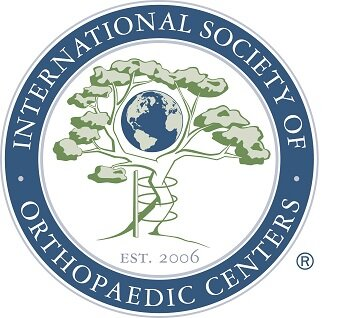 INTERNATIONAL SOCIETY OF
ORTHOPAEDIC CENTERS
EST. 2006
®